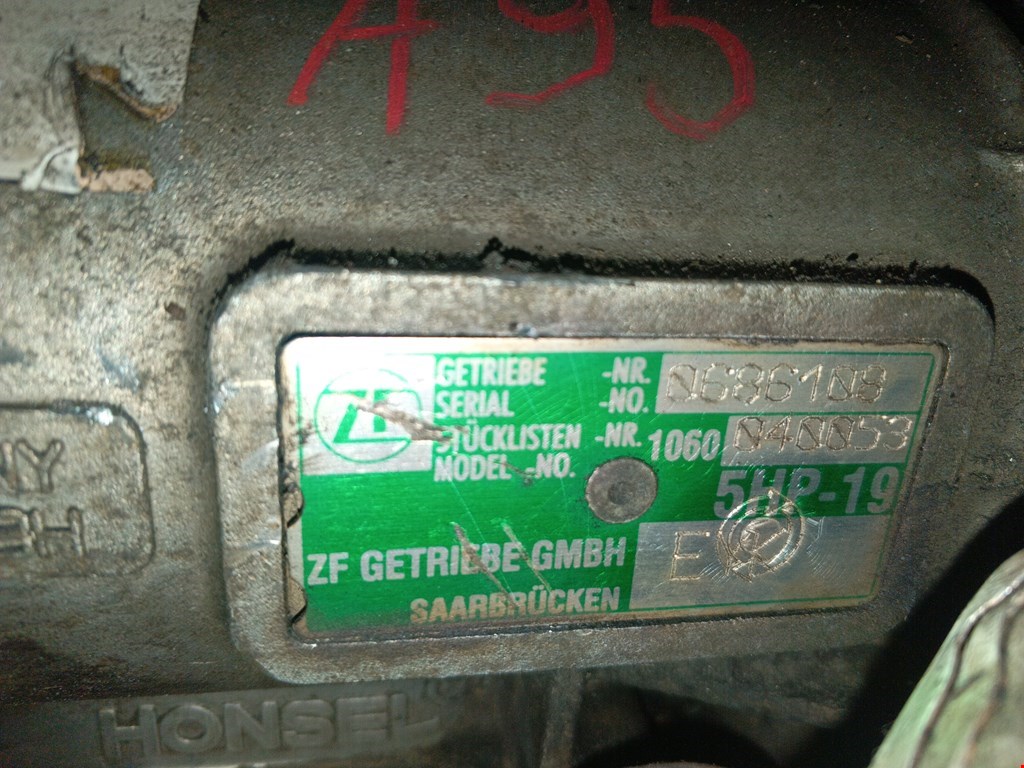 A95
ZF
GETRIEBE -NR. 0686108
SERIAL -NO.
STÜCKLISTEN -NR. 1060 040053
MODEL -NO.
5HP-19
ZF GETRIEBE GMBH
SAARBRÜCKEN
E
HONSEL